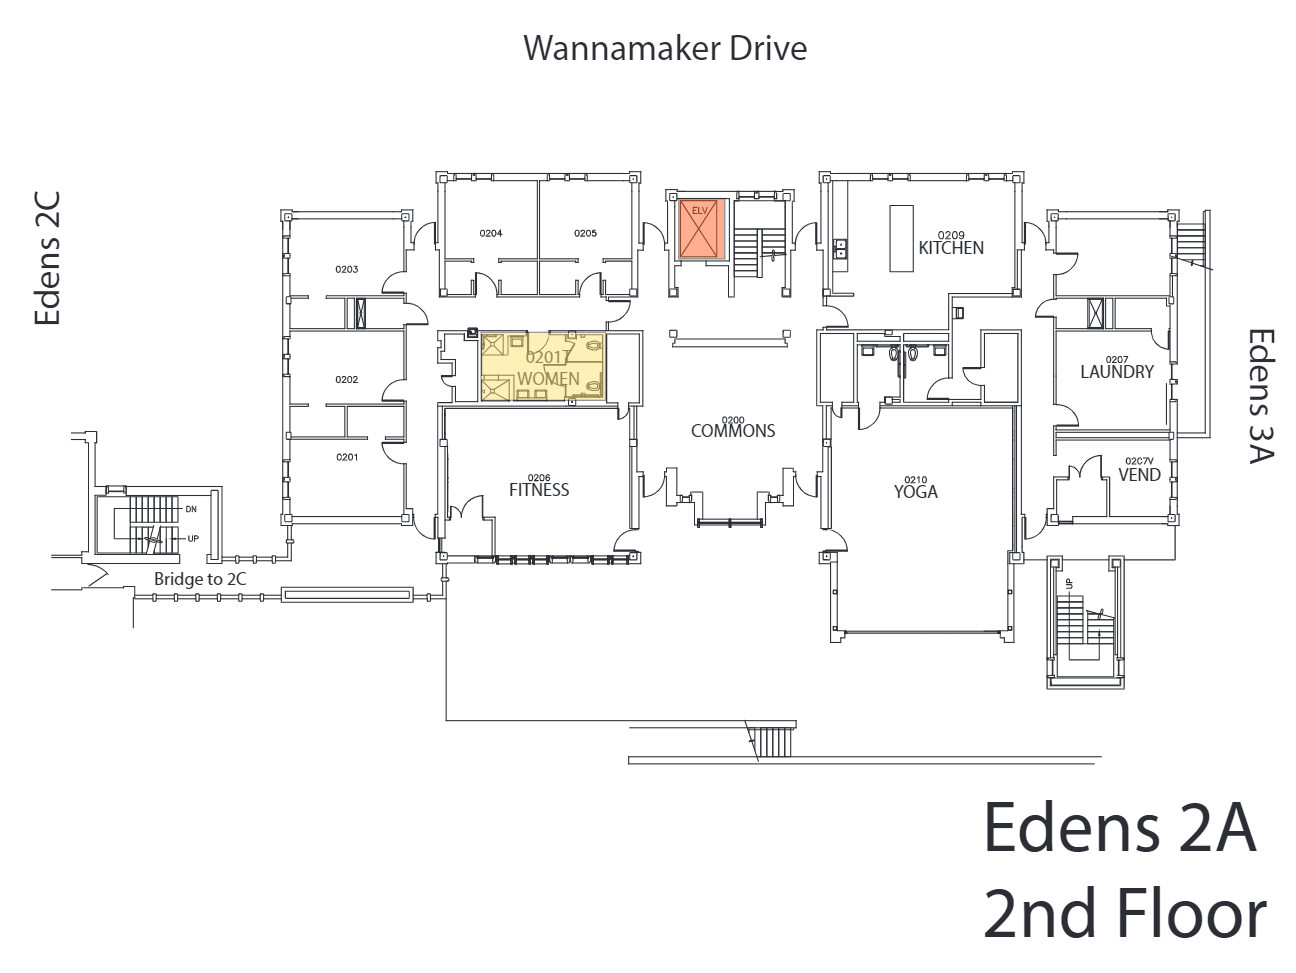 Wannamaker Drive
Edens 2C
ELV
0204
0205
0209
KITCHEN
0203
0201T
WOMEN
0202
0207
LAUNDRY
Edens 3A
0200
COMMONS
0201
0206
FITNESS
0210
YOGA
0207V
VEND
DN
UP
Bridge to 2C
UP
Edens 2A
2nd Floor